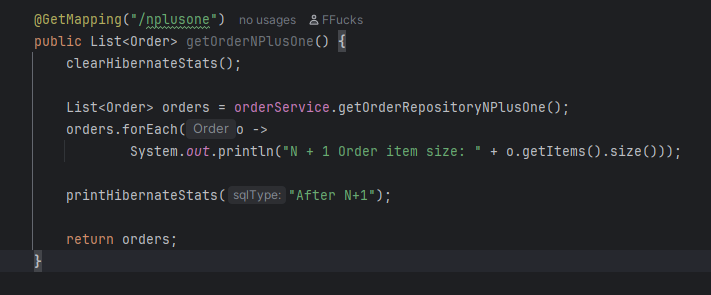 @GetMapping("/nplusone") no usages FFucks
public List<Order> getOrderNPlusOne() {
clearHibernateStats();
List<Order> orders = orderService.getOrderRepositoryNPlusOne();
orders.forEach( Order o ->
System.out.println("N + 1 Order item size: " + o.getItems().size()));
printHibernateStats( sqlType: "After N+1");
return orders;
}